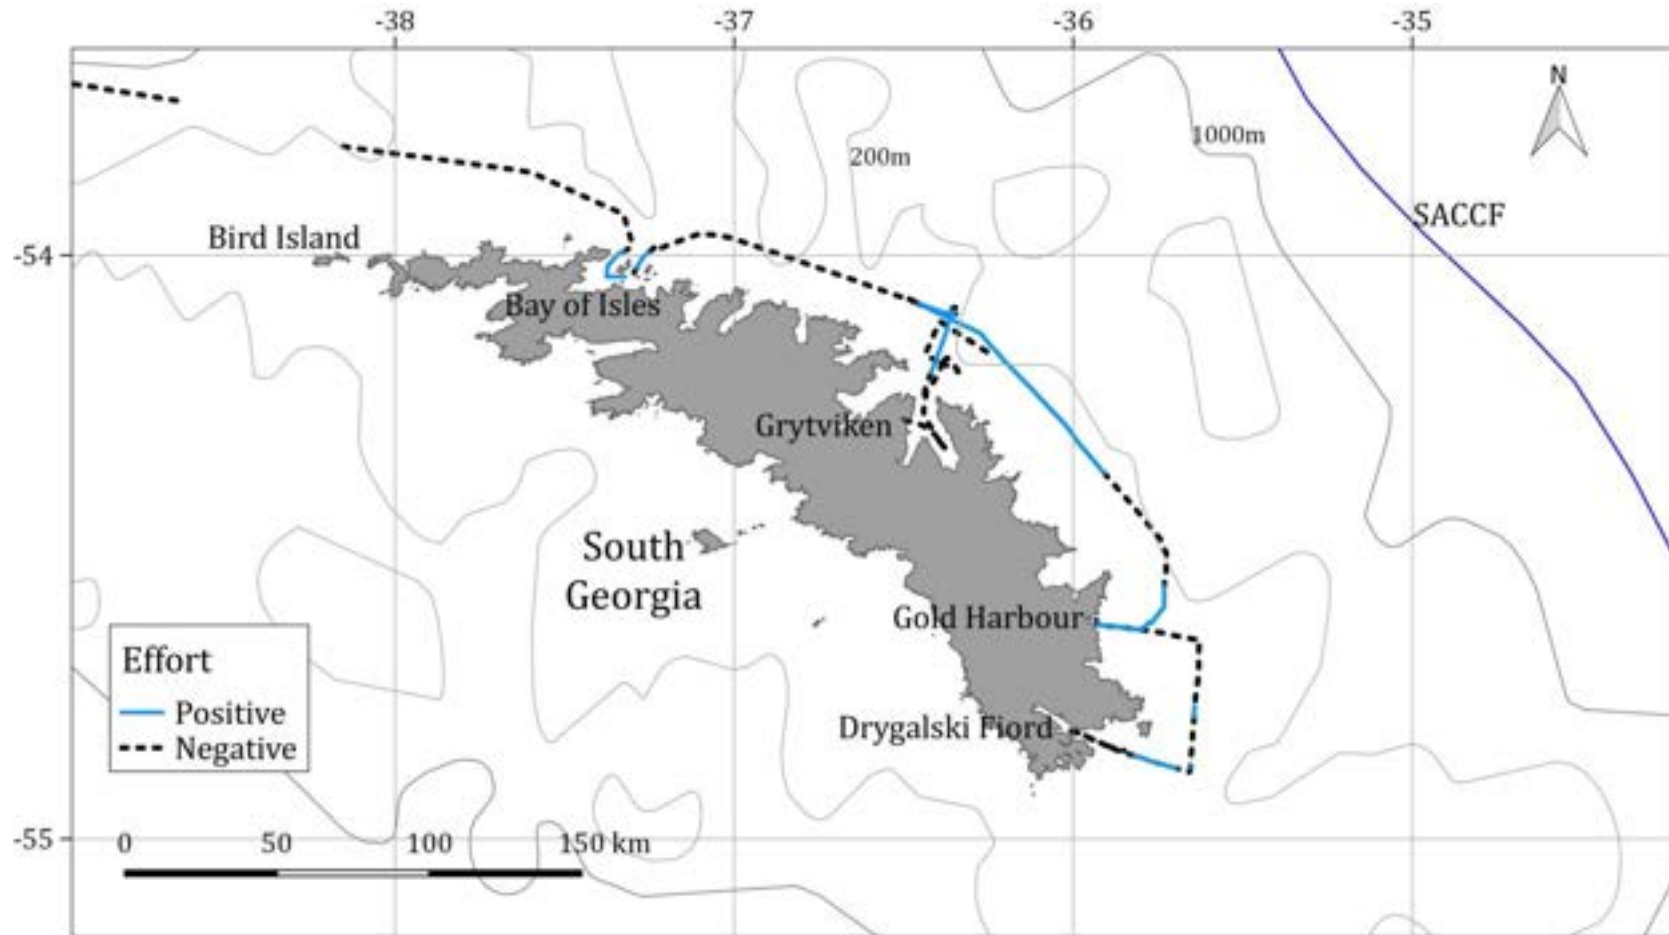 -38 -37 -36 -35
N
1000m
200m
SACCF
Bird Island
-54
Bay of Isles
Grytviken
South
Georgia
Gold Harbour
Effort
Positive
Negative
Drygalski Fiord
-55
0 50 100 150 km